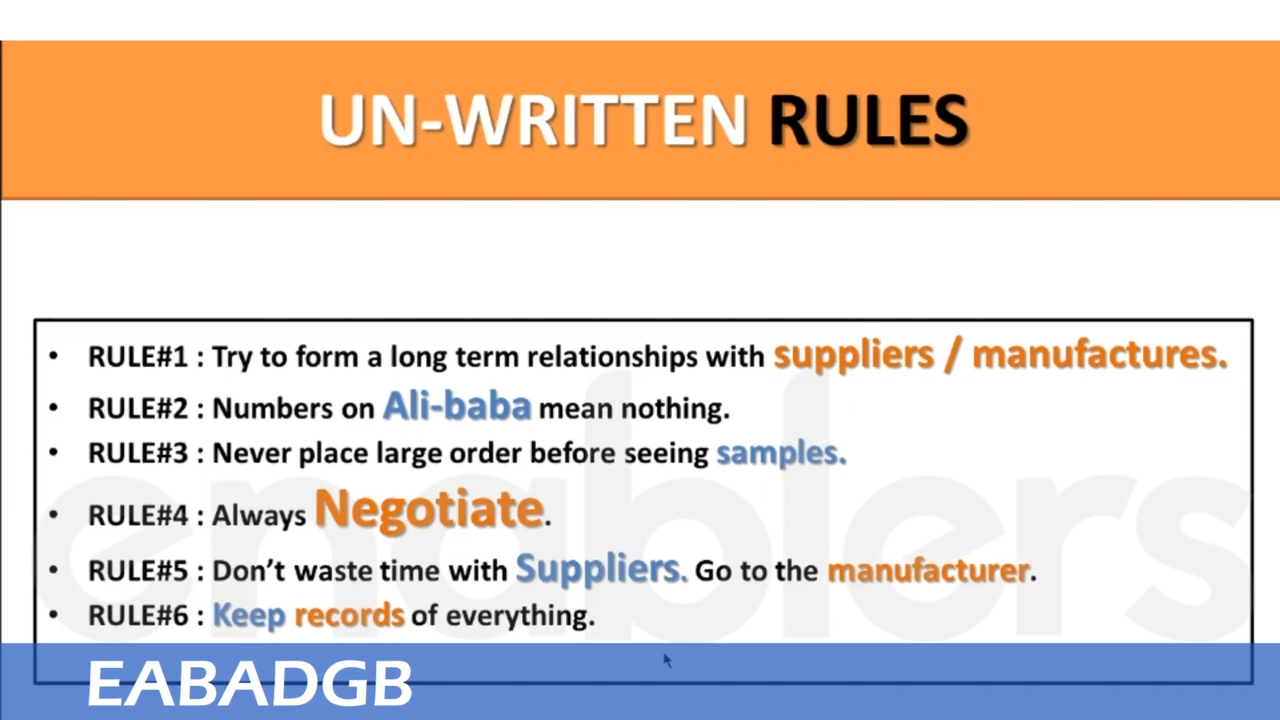 UN-WRITTEN RULES
• RULE#1 : Try to form a long term relationships with suppliers / manufactures.
• RULE#2 : Numbers on Ali-baba mean nothing.
• RULE#3 : Never place large order before seeing samples.
• RULE#4 : Always Negotiate.
• RULE#5 : Don’t waste time with Suppliers. Go to the manufacturer.
• RULE#6 : Keep records of everything.
enablers
EABADGB